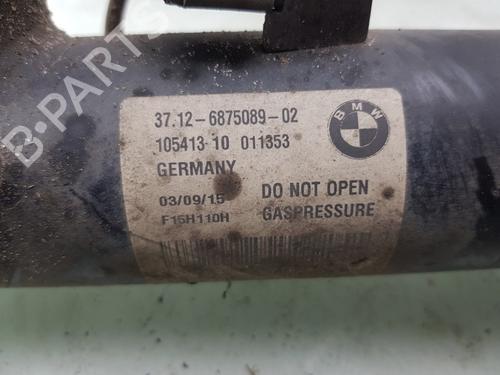 37.12-6875089-02
105413-10 011353
GERMANY
03/09/15 DO NOT OPEN
F15H110H GASPRESSURE
BMW
B-PARTS